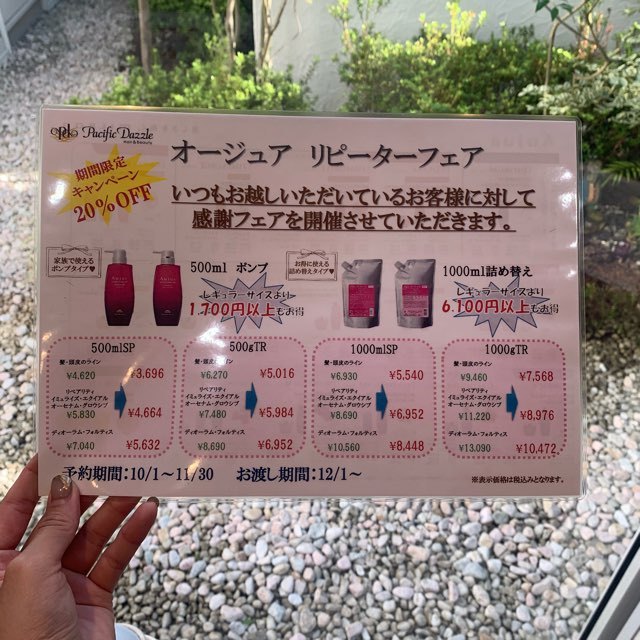 Pacific Dazzle
Hair & Beauty
期間限定
キャンペーン
20%OFF
オージュア リピーターフェア
いつもお越しいただいているお客様に対して
感謝フェアを開催させていただきます。
家族で使える
ポンプタイプ♥
500ml ポンプ
レギュラーサイズより
1.700円以上もお得
お得に使える
詰め替えタイプ♥
1000ml詰め替え
レギュラーサイズより
6.100円以上もお得
500mlSP
髪・頭皮のライン
¥4,620 ¥3,696
リペアリティ
イミュライズ・エクイアル
オーセナム・グロウシブ
¥5.830 ¥4,664
ディオーラム・フォルティス
¥7,040 ¥5,632
500gTR
髪・頭皮のライン
¥6,270 ¥5,016
リペアリティ
イミュライズ・エクイアル
オーセナム・グロウシブ
¥7,480 ¥5,984
ディオーラム・フォルティス
¥8,690 ¥6,952
1000mlSP
髪・頭皮のライン
¥6,930 ¥5,540
リペアリティ
イミュライズ・エクイアル
オーセナム・グロウシブ
¥8,690 ¥6,952
ディオーラム・フォルティス
¥10,560 ¥8,448
1000gTR
髪・頭皮のライン
¥9,460 ¥7,568
リペアリティ
イミュライズ・エクイアル
オーセナム・グロウシブ
¥11,220 ¥8,976
ディオーラム・フォルティス
¥13,090 ¥10,472
予約期間:10/1～11/30 お渡し期間:12/1～
※表示価格は税込みとなります。